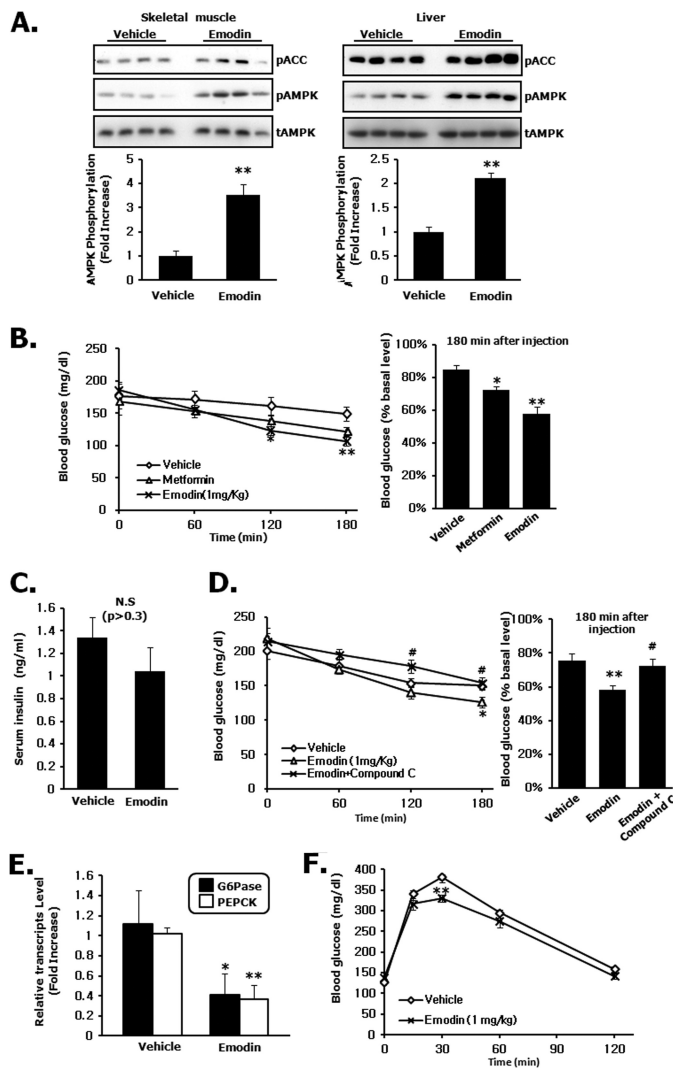 A.
Skeletal muscle
Vehicle Emodin
pACC
pAMPK
tAMPK
AMPK Phosphorylation
(Fold Increase)
5
4
3
2
1
0
**
Vehicle Emodin
Liver
Vehicle Emodin
pACC
pAMPK
tAMPK
MPK Phosphorylation
(Fold Increase)
2.5
2
1.5
1
0.5
0
**
Vehicle Emodin
B.
Blood glucose (mg/dl)
250
200
150
100
50
0
* **
Vehicle
Metformin
Emodin(1mg/Kg)
0 60 120 180
Time (min)
180 min after injection
Blood glucose (% basal level)
100%
80%
60%
40%
20%
0%
* **
Vehicle
Metformin
Emodin
C.
N.S
(p>0.3)
Serum insulin (ng/ml)
1.6
1.4
1.2
1
0.8
0.6
0.4
0.2
0
Vehicle Emodin
D.
Blood glucose (mg/dl)
250
200
150
100
50
0
# #
*
Vehicle
Emodin (1mg/Kg)
Emodin+Compound C
0 60 120 180
Time (min)
180 min after
injection
Blood glucose (% basal level)
100%
80%
60%
40%
20%
0%
** #
Vehicle
Emodin
Emodin +
Compound C
E.
Relative transcripts Level
(Fold Increase)
1.6
1.4
1.2
1
0.8
0.6
0.4
0.2
0
G6Pase
PEPCK
* **
Vehicle Emodin
F.
Blood glucose (mg/dl)
400
350
300
250
200
150
100
50
0
**
Vehicle
Emodin (1 mg/kg)
0 30 60 90 120
Time (min)